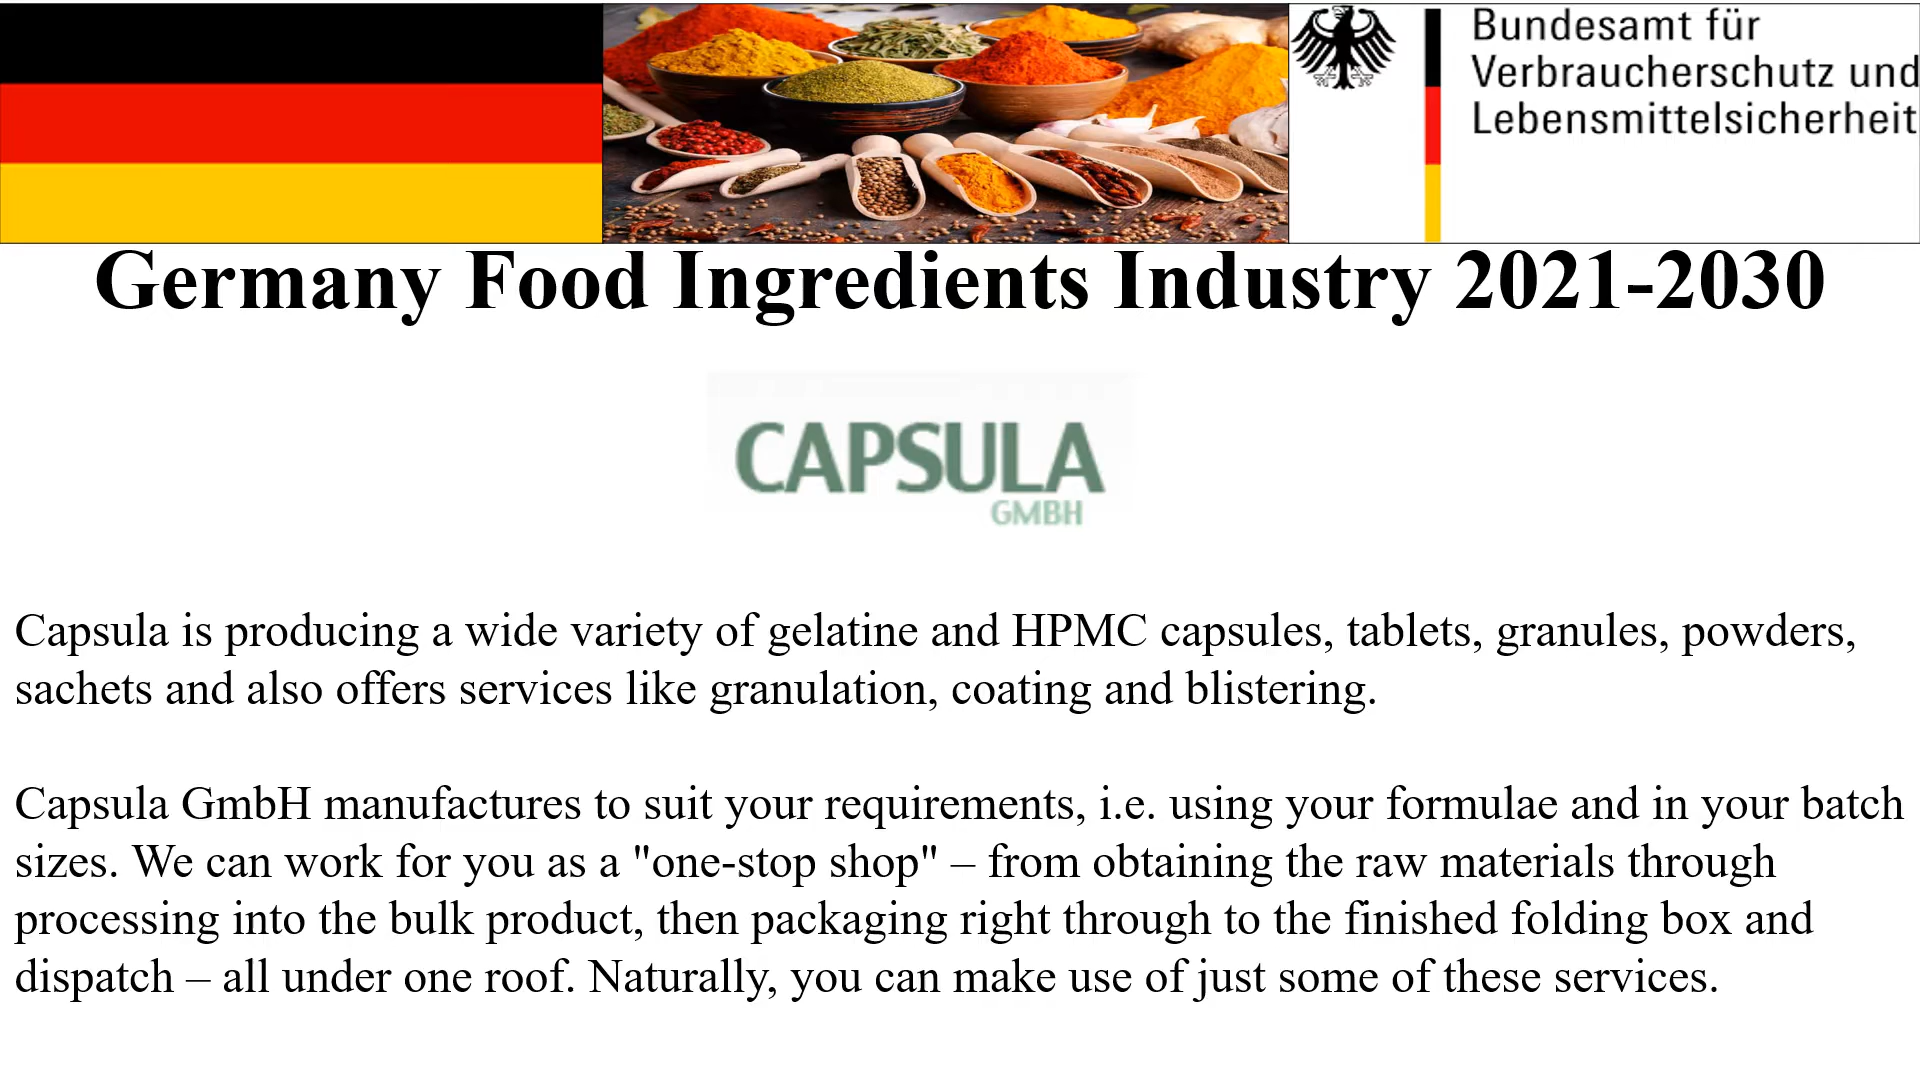 Bundesamt für
Verbraucherschutz und
Lebensmittelsicherheit
Germany Food Ingredients Industry 2021-2030
CAPSULA
GMBH
Capsula is producing a wide variety of gelatine and HPMC capsules, tablets, granules, powders,
sachets and also offers services like granulation, coating and blistering.
Capsula GmbH manufactures to suit your requirements, i.e. using your formulae and in your batch
sizes. We can work for you as a "one-stop shop" – from obtaining the raw materials through
processing into the bulk product, then packaging right through to the finished folding box and
dispatch – all under one roof. Naturally, you can make use of just some of these services.